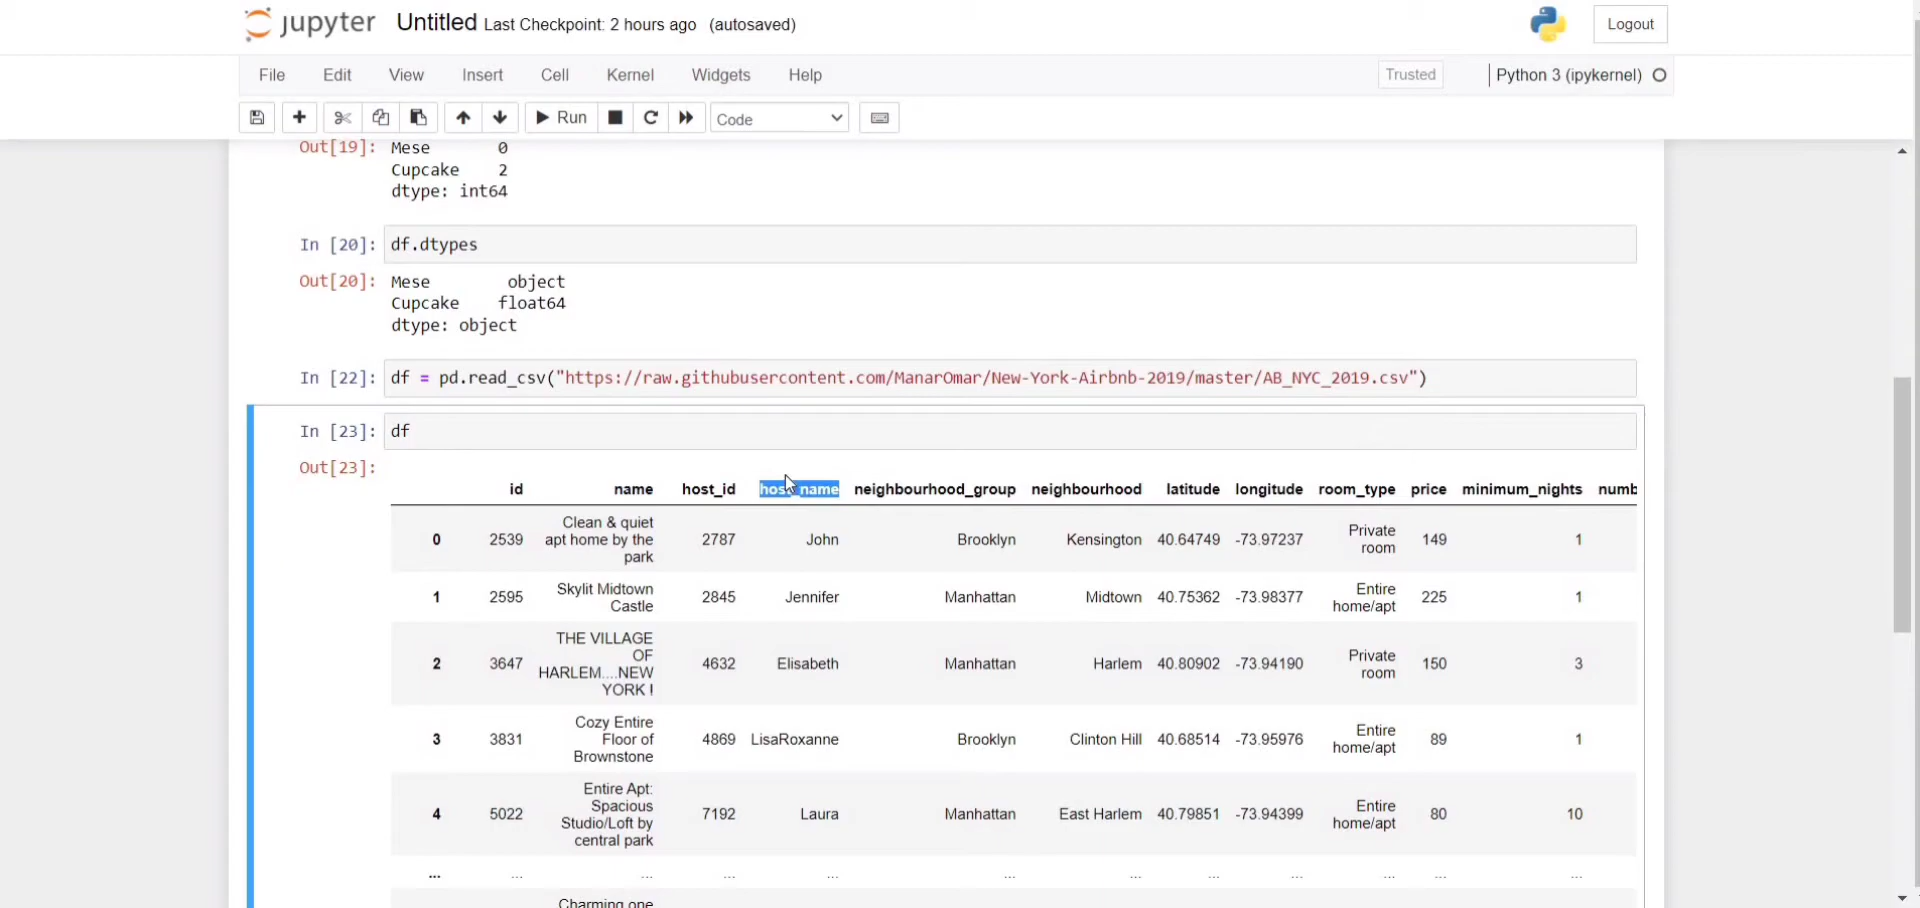 jupyter Untitled Last Checkpoint: 2 hours ago (autosaved) Logout
File Edit View Insert Cell Kernel Widgets Help Trusted Python 3 (ipykernel)
Run Code
Out[19]: Mese 0
Cupcake 2
dtype: int64
In [20]: df.dtypes
Out[20]: Mese object
Cupcake float64
dtype: object
In [22]: df = pd.read_csv("https://raw.githubusercontent.com/ManarOmar/New-York-Airbnb-2019/master/AB_NYC_2019.csv")
In [23]: df
Out[23]:
id name host_id host_name neighbourhood_group neighbourhood latitude longitude room_type price minimum_nights numb
0 2539 Clean & quiet apt home by the park 2787 John Brooklyn Kensington 40.64749 -73.97237 Private room 149 1
1 2595 Skylit Midtown Castle 2845 Jennifer Manhattan Midtown 40.75362 -73.98377 Entire home/apt 225 1
2 3647 THE VILLAGE OF HARLEM....NEW YORK ! 4632 Elisabeth Manhattan Harlem 40.80902 -73.94190 Private room 150 3
3 3831 Cozy Entire Floor of Brownstone 4869 LisaRoxanne Brooklyn Clinton Hill 40.68514 -73.95976 Entire home/apt 89 1
4 5022 Entire Apt: Spacious Studio/Loft by central park 7192 Laura Manhattan East Harlem 40.79851 -73.94399 Entire home/apt 80 10
... ... ... ... ... ... ... ... ... ... ... ...
Charming one